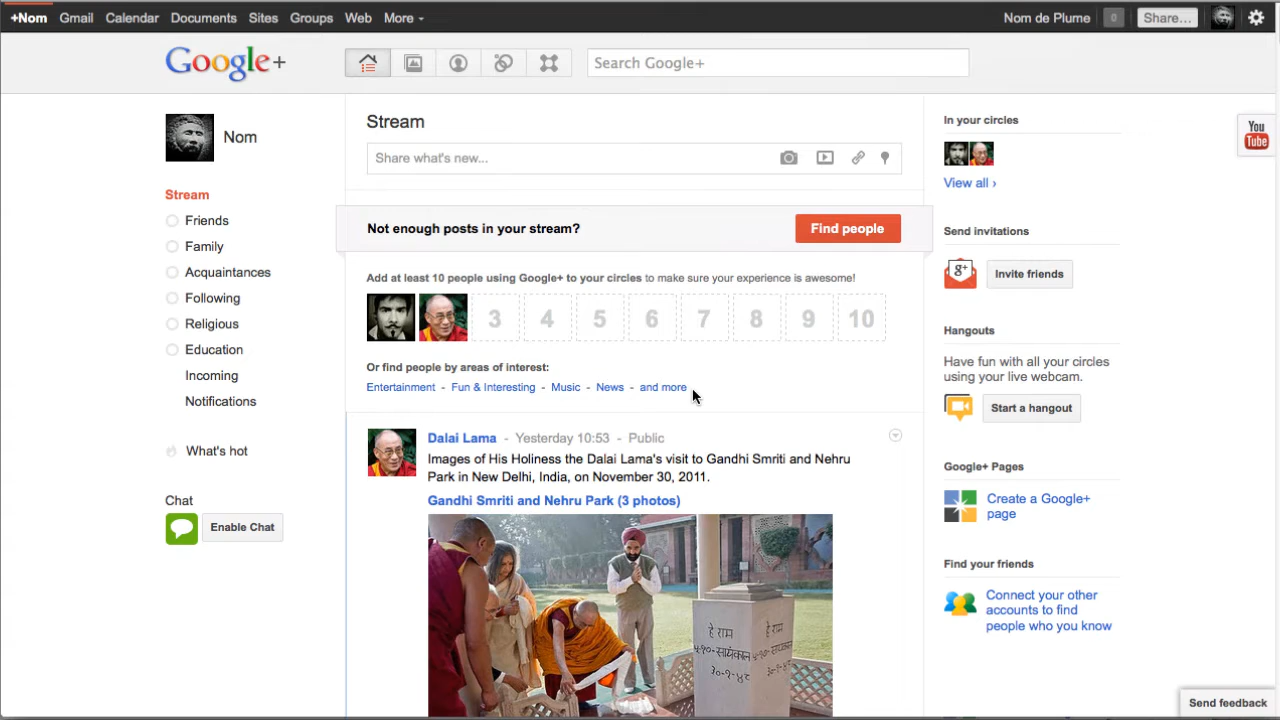 +Nom Gmail Calendar Documents Sites Groups Web More
Nom de Plume 0 Share...
Google+
Search Google+
Nom
Stream
Friends
Family
Acquaintances
Following
Religious
Education
Incoming
Notifications
What's hot
Chat
Enable Chat
Stream
Share what's new...
Not enough posts in your stream?
Find people
Add at least 10 people using Google+ to your circles to make sure your experience is awesome!
3 4 5 6 7 8 9 10
Or find people by areas of interest:
Entertainment - Fun & Interesting - Music - News - and more
Dalai Lama - Yesterday 10:53 - Public
Images of His Holiness the Dalai Lama's visit to Gandhi Smriti and Nehru
Park in New Delhi, India, on November 30, 2011.
Gandhi Smriti and Nehru Park (3 photos)
हे राम
हे राम
In your circles
View all ›
Send invitations
g+
Invite friends
Hangouts
Have fun with all your circles
using your live webcam.
Start a hangout
Google+ Pages
Create a Google+
page
Find your friends
Connect your other
accounts to find
people who you know
You
Tube
Send feedback